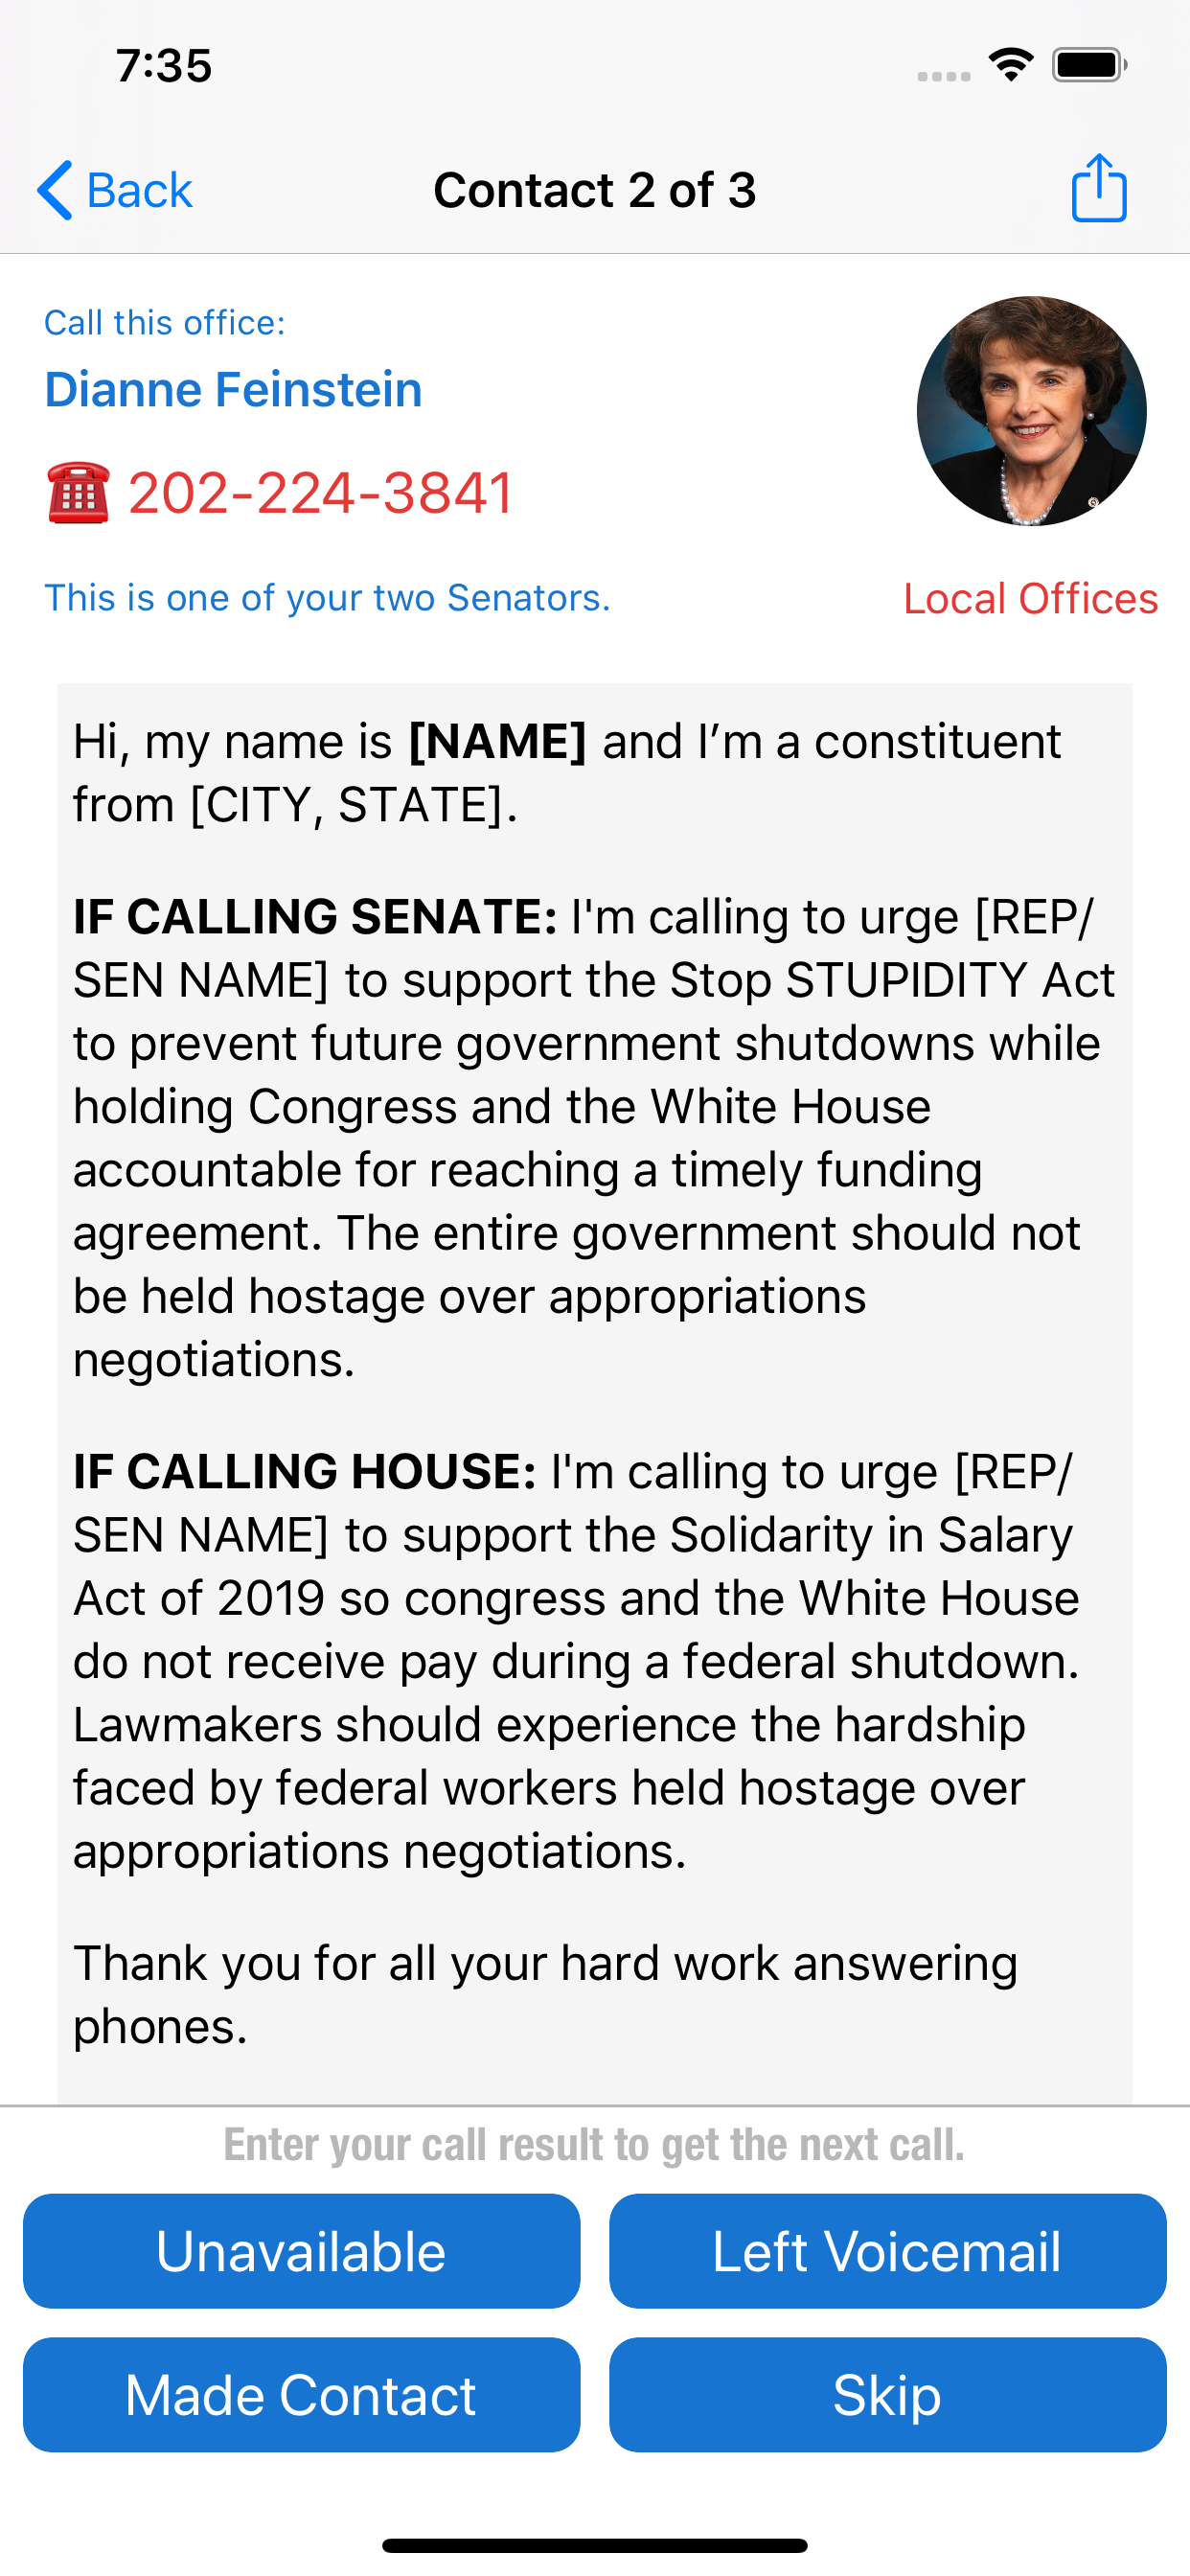 7:35
Back
Contact 2 of 3
Call this office:
Dianne Feinstein
202-224-3841
This is one of your two Senators.
Local Offices
Hi, my name is [NAME] and I’m a constituent
from [CITY, STATE].
IF CALLING SENATE: I'm calling to urge [REP/
SEN NAME] to support the Stop STUPIDITY Act
to prevent future government shutdowns while
holding Congress and the White House
accountable for reaching a timely funding
agreement. The entire government should not
be held hostage over appropriations
negotiations.
IF CALLING HOUSE: I'm calling to urge [REP/
SEN NAME] to support the Solidarity in Salary
Act of 2019 so congress and the White House
do not receive pay during a federal shutdown.
Lawmakers should experience the hardship
faced by federal workers held hostage over
appropriations negotiations.
Thank you for all your hard work answering
phones.
Enter your call result to get the next call.
Unavailable
Left Voicemail
Made Contact
Skip